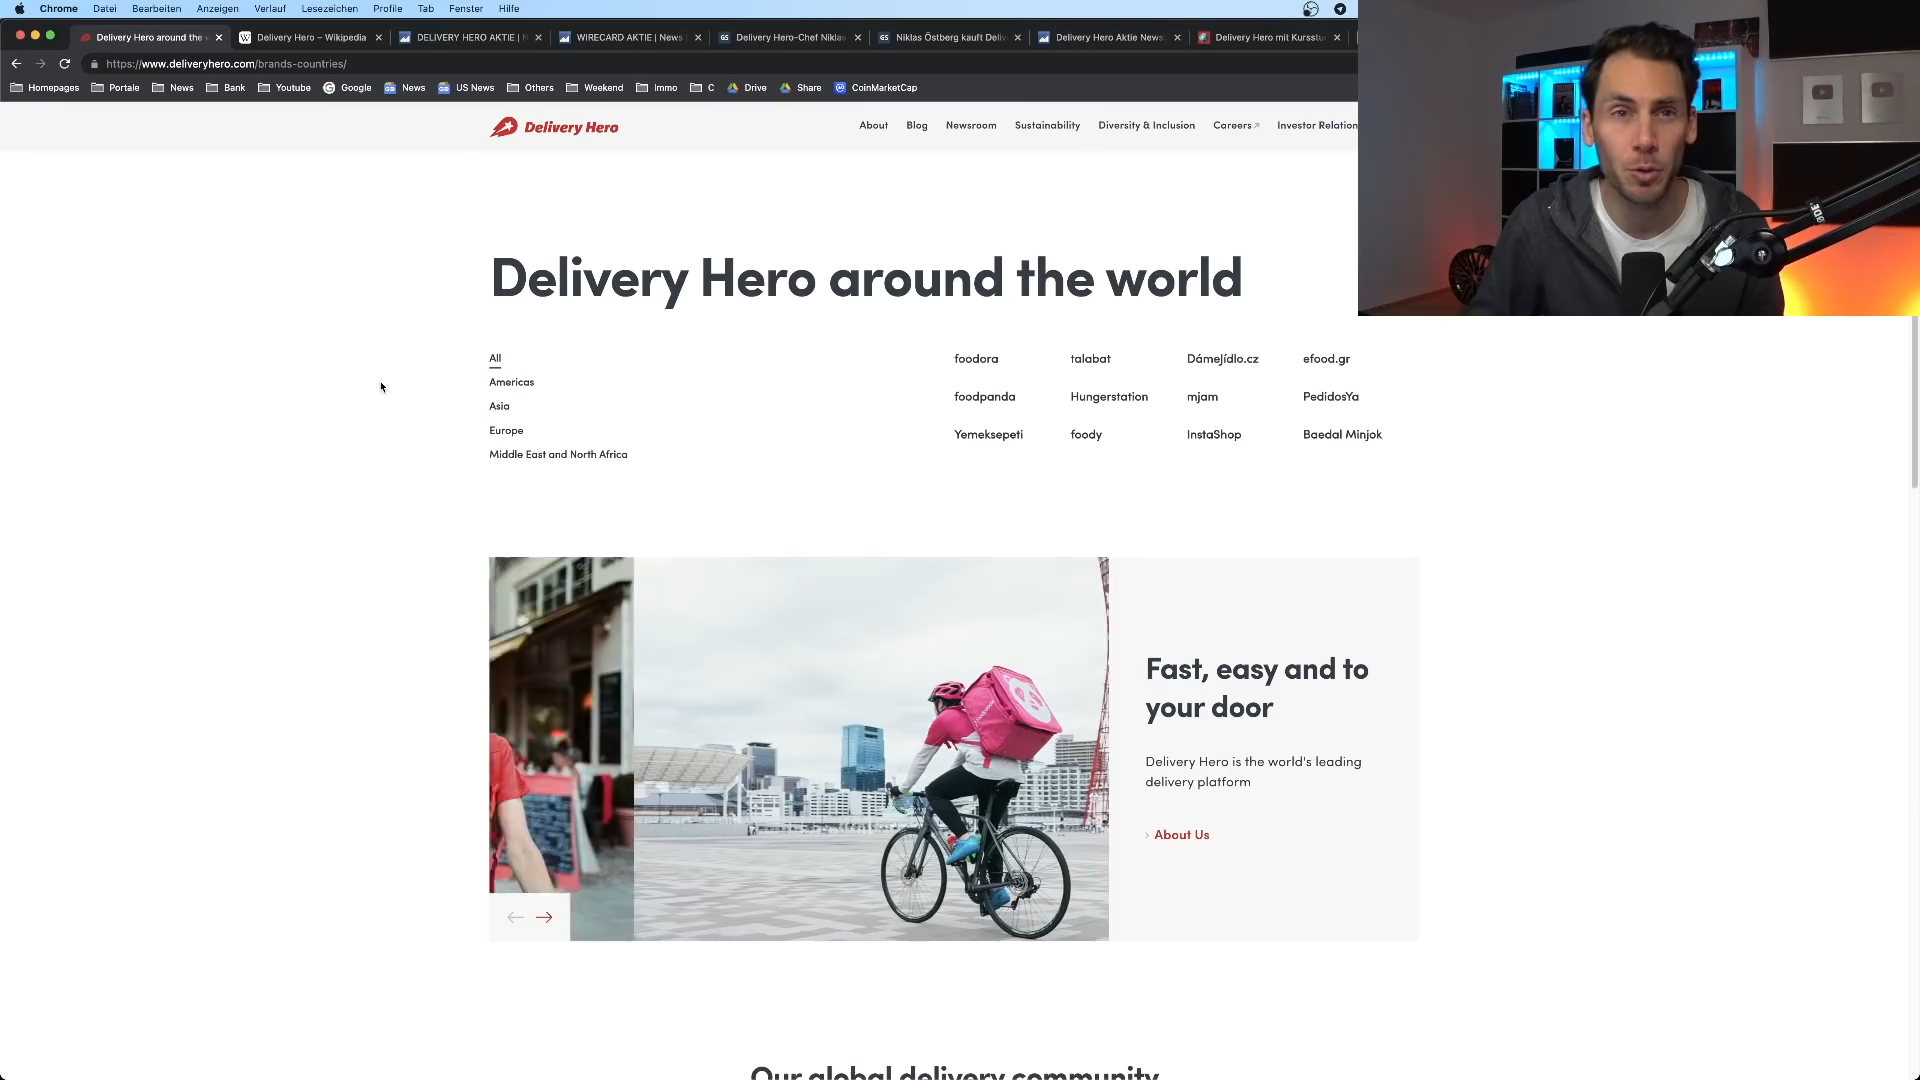 Chrome Datei Bearbeiten Anzeigen Verlauf Lesezeichen Profile Tab Fenster Hilfe
Delivery Hero around the
Delivery Hero – Wikipedia
DELIVERY HERO AKTIE | N
WIRECARD AKTIE | News
Delivery Hero-Chef Niklas
Niklas Östberg kauft Deliv
Delivery Hero Aktie News:
Delivery Hero mit Kursstu
https://www.deliveryhero.com/brands-countries/
Homepages Portale News Bank Youtube Google News US News Others Weekend Immo C Drive Share CoinMarketCap
Delivery Hero
About Blog Newsroom Sustainability Diversity & Inclusion Careers Investor Relation
Delivery Hero around the world
All
Americas
Asia
Europe
Middle East and North Africa
foodora talabat DámeJídlo.cz efood.gr
foodpanda Hungerstation mjam PedidosYa
Yemeksepeti foody InstaShop Baedal Minjok
Fast, easy and to
your door
Delivery Hero is the world's leading
delivery platform
About Us
Our global delivery community